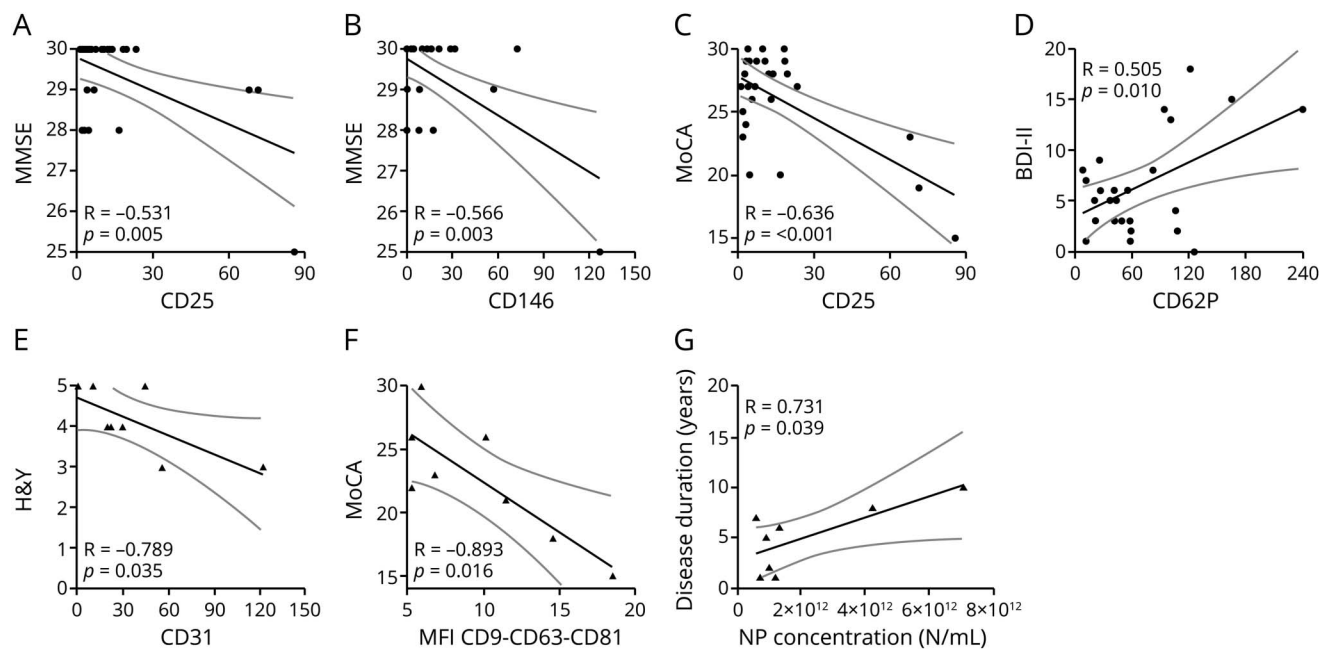 A
MMSE
30
29
28
27
26
25
R = –0.531
p = 0.005
0 30 60 90
CD25
B
MMSE
30
29
28
27
26
25
R = –0.566
p = 0.003
0 30 60 90 120 150
CD146
C
MoCA
30
25
20
15
R = –0.636
p = <0.001
0 30 60 90
CD25
D
BDI-II
20
15
10
5
0
R = 0.505
p = 0.010
0 60 120 180 240
CD62P
E
H&Y
5
4
3
2
1
0
R = –0.789
p = 0.035
0 30 60 90 120 150
CD31
F
MoCA
30
25
20
15
R = –0.893
p = 0.016
5 10 15 20
MFI CD9-CD63-CD81
G
Disease duration (years)
20
15
10
5
0
R = 0.731
p = 0.039
0 2×10¹² 4×10¹² 6×10¹² 8×10¹²
NP concentration (N/mL)